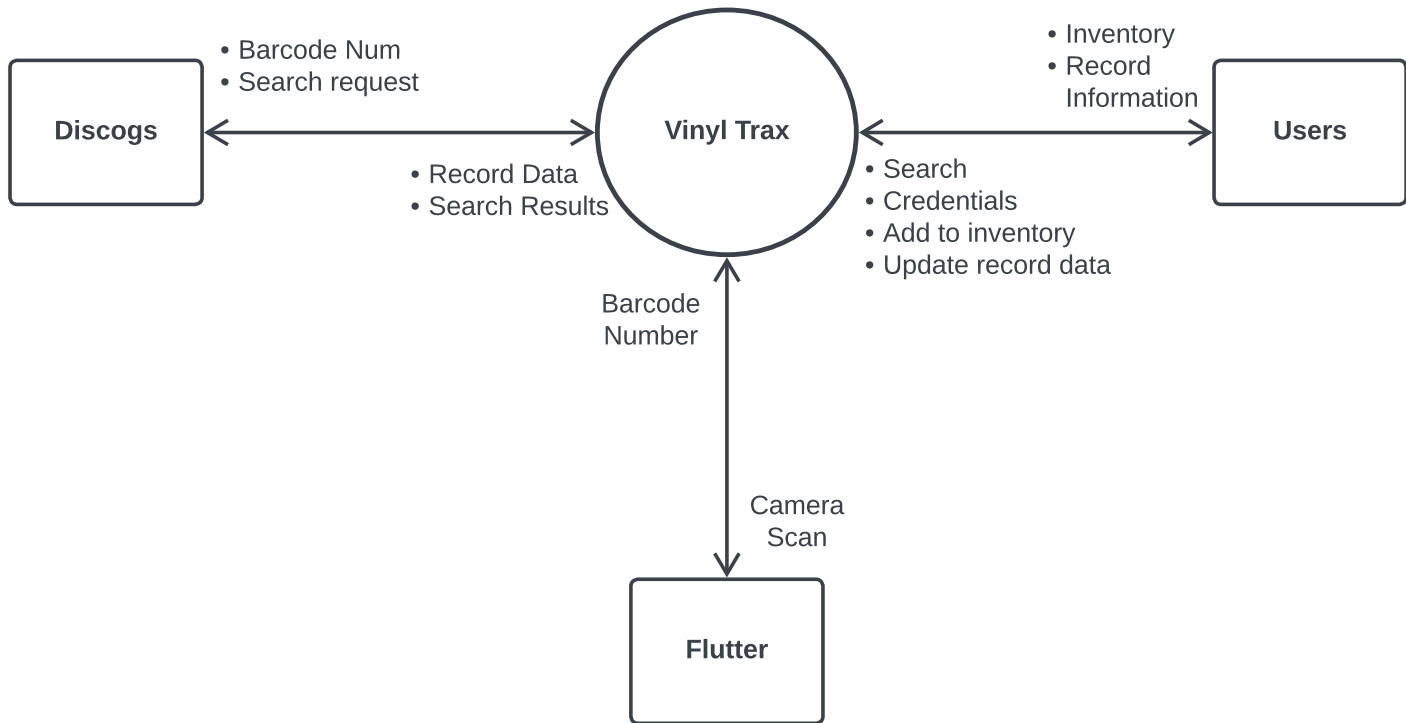 • Barcode Num
• Search request
Discogs
• Record Data
• Search Results
Vinyl Trax
• Inventory
• Record
Information
Users
• Search
• Credentials
• Add to inventory
• Update record data
Barcode
Number
Camera
Scan
Flutter